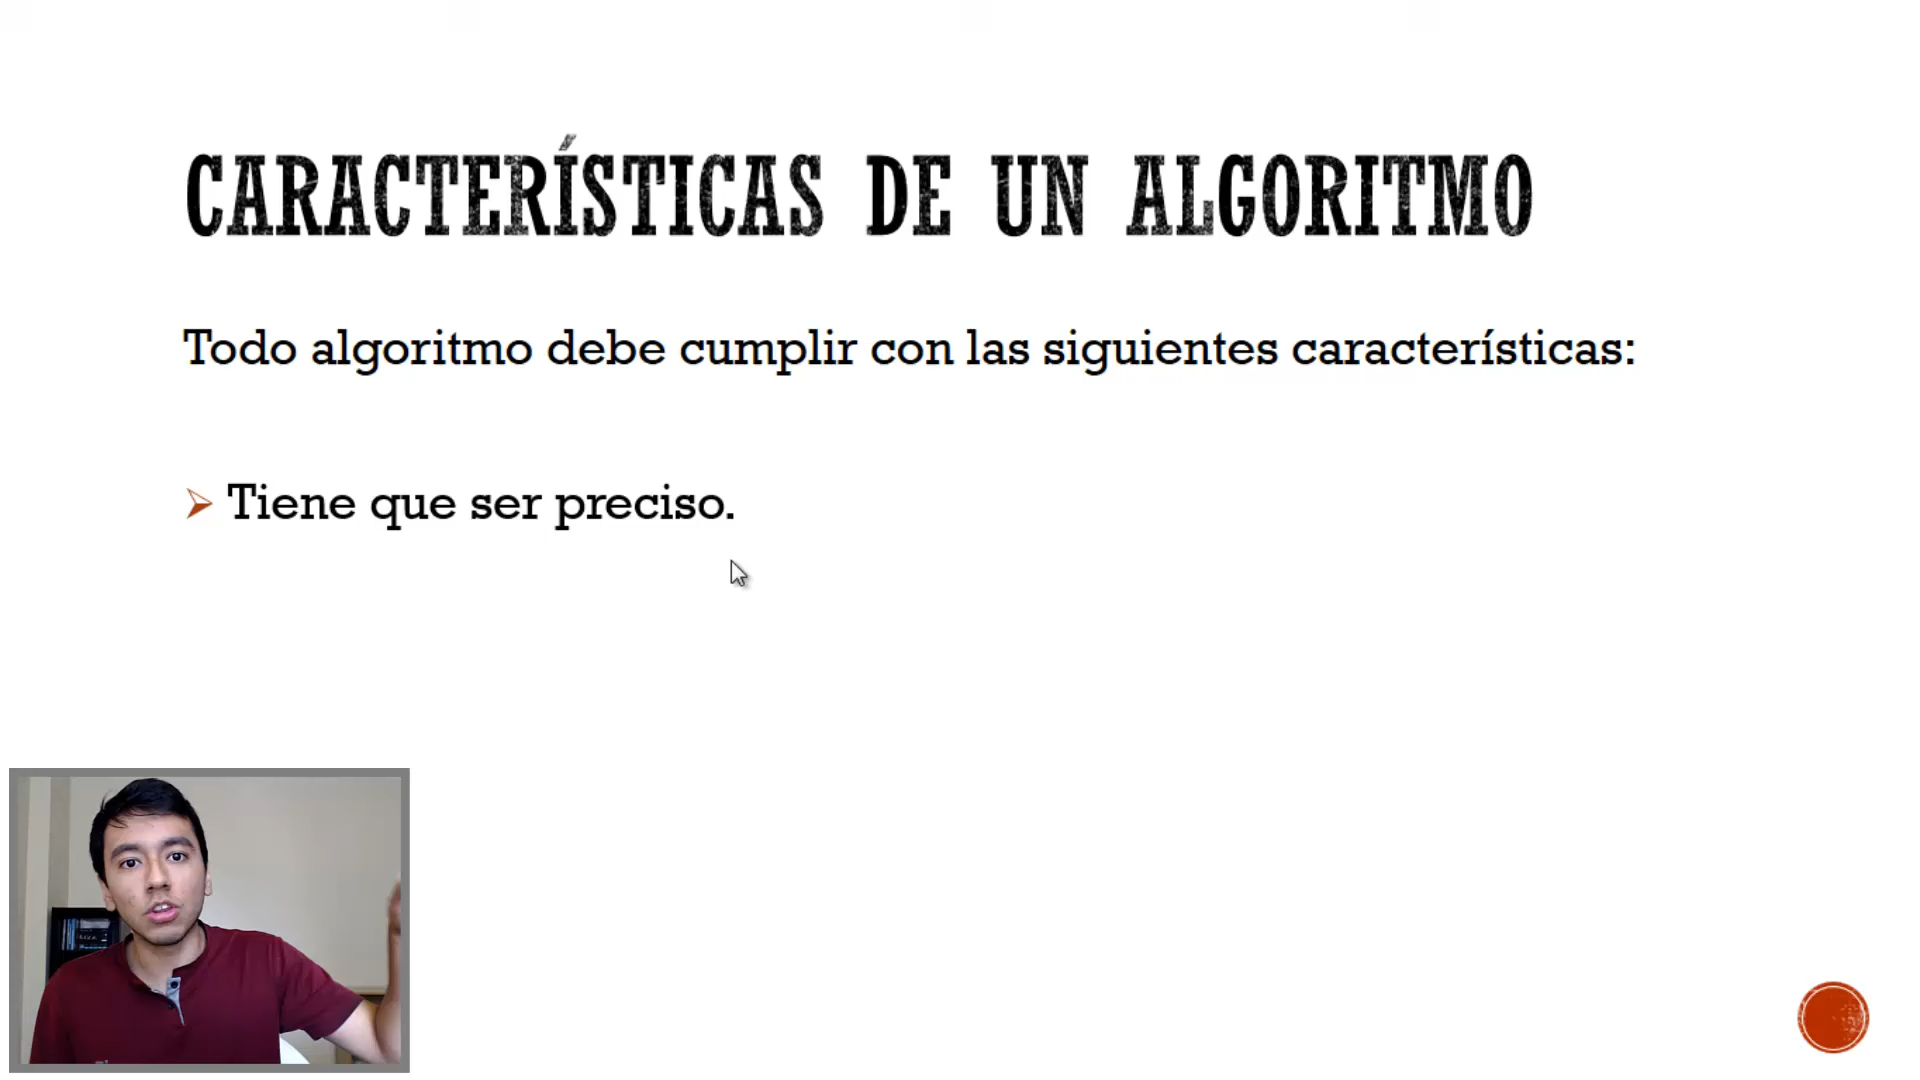 CARACTERÍSTICAS DE UN ALGORITMO
Todo algoritmo debe cumplir con las siguientes características:
Tiene que ser preciso.